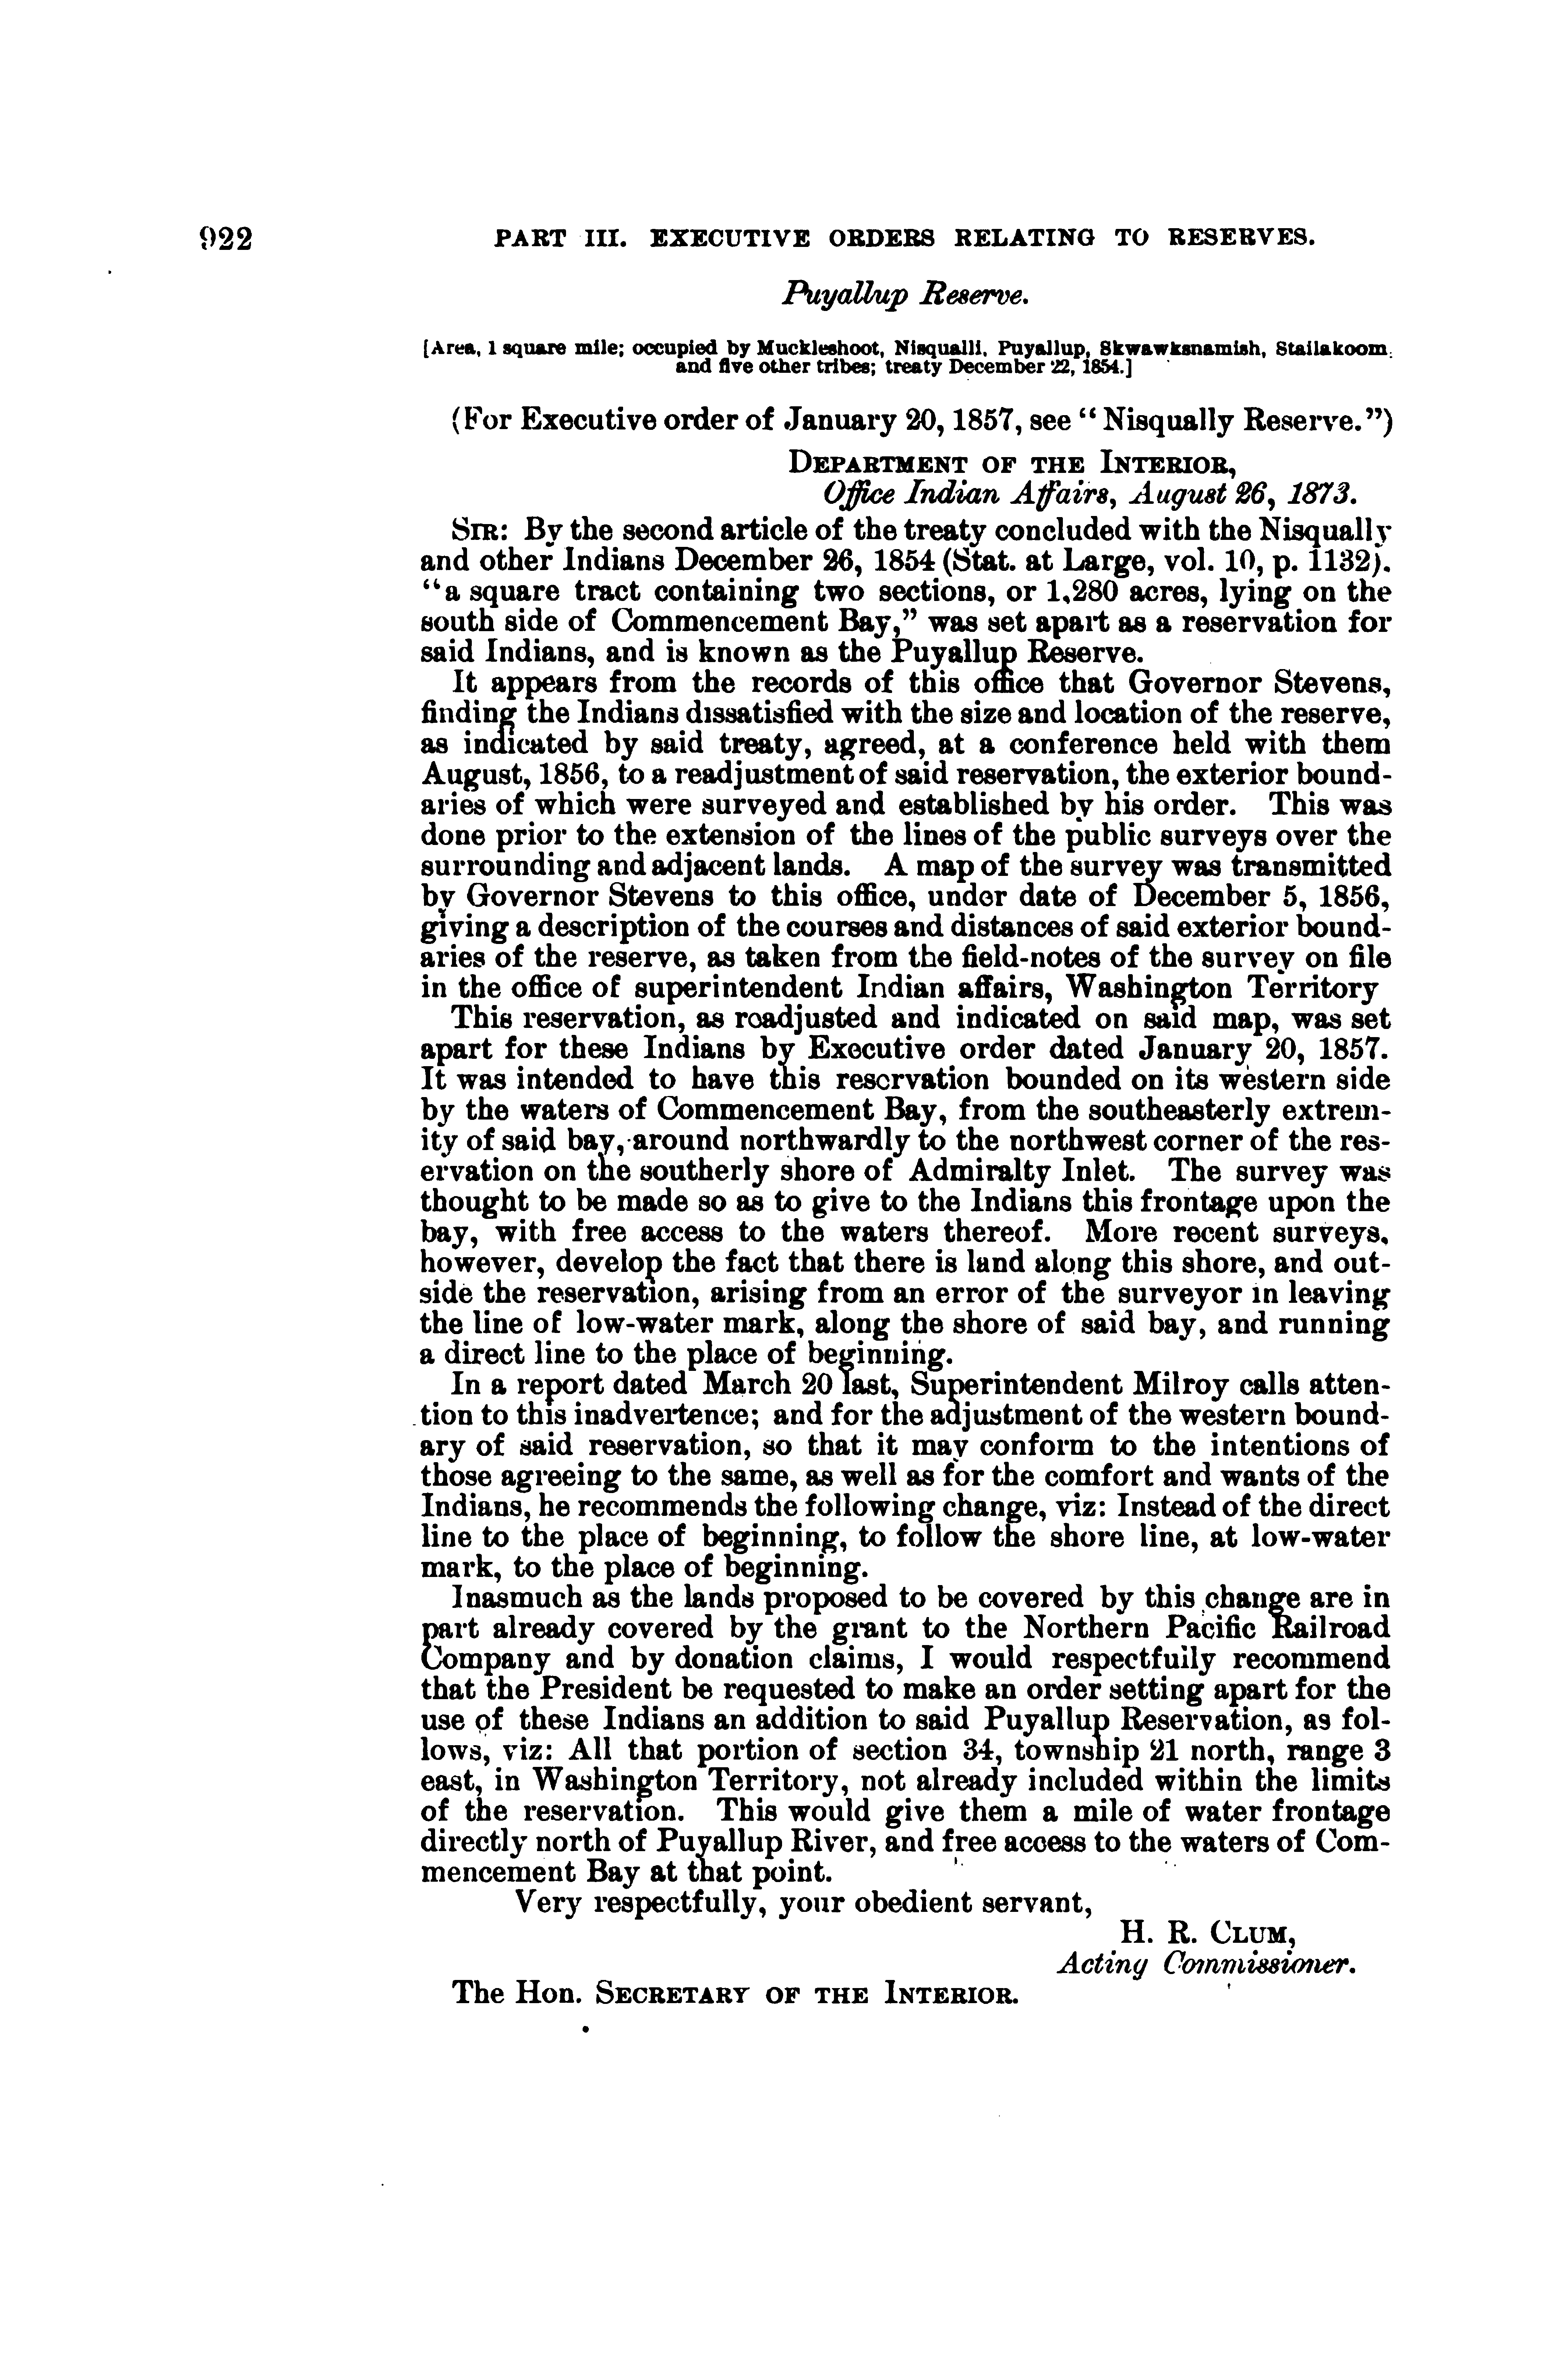 922 PART III. EXECUTIVE ORDERS RELATING TO RESERVES.
Puyallup Reserve.
[Area, 1 square mile; occupied by Muckleshoot, Nisqualli, Puyallup, Skwawksnamish, Stailakoom,
and five other tribes; treaty December 22, 1854.]
(For Executive order of January 20, 1857, see "Nisqually Reserve.")
DEPARTMENT OF THE INTERIOR,
Office Indian Affairs, August 26, 1873.
SIR: By the second article of the treaty concluded with the Nisqually
and other Indians December 26, 1854 (Stat. at Large, vol. 10, p. 1132),
"a square tract containing two sections, or 1,280 acres, lying on the
south side of Commencement Bay," was set apart as a reservation for
said Indians, and is known as the Puyallup Reserve.
It appears from the records of this office that Governor Stevens,
finding the Indians dissatisfied with the size and location of the reserve,
as indicated by said treaty, agreed, at a conference held with them
August, 1856, to a readjustment of said reservation, the exterior bound-
aries of which were surveyed and established by his order. This was
done prior to the extension of the lines of the public surveys over the
surrounding and adjacent lands. A map of the survey was transmitted
by Governor Stevens to this office, under date of December 5, 1856,
giving a description of the courses and distances of said exterior bound-
aries of the reserve, as taken from the field-notes of the survey on file
in the office of superintendent Indian affairs, Washington Territory
This reservation, as readjusted and indicated on said map, was set
apart for these Indians by Executive order dated January 20, 1857.
It was intended to have this reservation bounded on its western side
by the waters of Commencement Bay, from the southeasterly extrem-
ity of said bay, around northwardly to the northwest corner of the res-
ervation on the southerly shore of Admiralty Inlet. The survey was
thought to be made so as to give to the Indians this frontage upon the
bay, with free access to the waters thereof. More recent surveys,
however, develop the fact that there is land along this shore, and out-
side the reservation, arising from an error of the surveyor in leaving
the line of low-water mark, along the shore of said bay, and running
a direct line to the place of beginning.
In a report dated March 20 last, Superintendent Milroy calls atten-
tion to this inadvertence; and for the adjustment of the western bound-
ary of said reservation, so that it may conform to the intentions of
those agreeing to the same, as well as for the comfort and wants of the
Indians, he recommends the following change, viz: Instead of the direct
line to the place of beginning, to follow the shore line, at low-water
mark, to the place of beginning.
Inasmuch as the lands proposed to be covered by this change are in
part already covered by the grant to the Northern Pacific Railroad
Company and by donation claims, I would respectfully recommend
that the President be requested to make an order setting apart for the
use of these Indians an addition to said Puyallup Reservation, as fol-
lows, viz: All that portion of section 34, township 21 north, range 3
east, in Washington Territory, not already included within the limits
of the reservation. This would give them a mile of water frontage
directly north of Puyallup River, and free access to the waters of Com-
mencement Bay at that point.
Very respectfully, your obedient servant,
H. R. CLUM,
Acting Commissioner.
The Hon. SECRETARY OF THE INTERIOR.